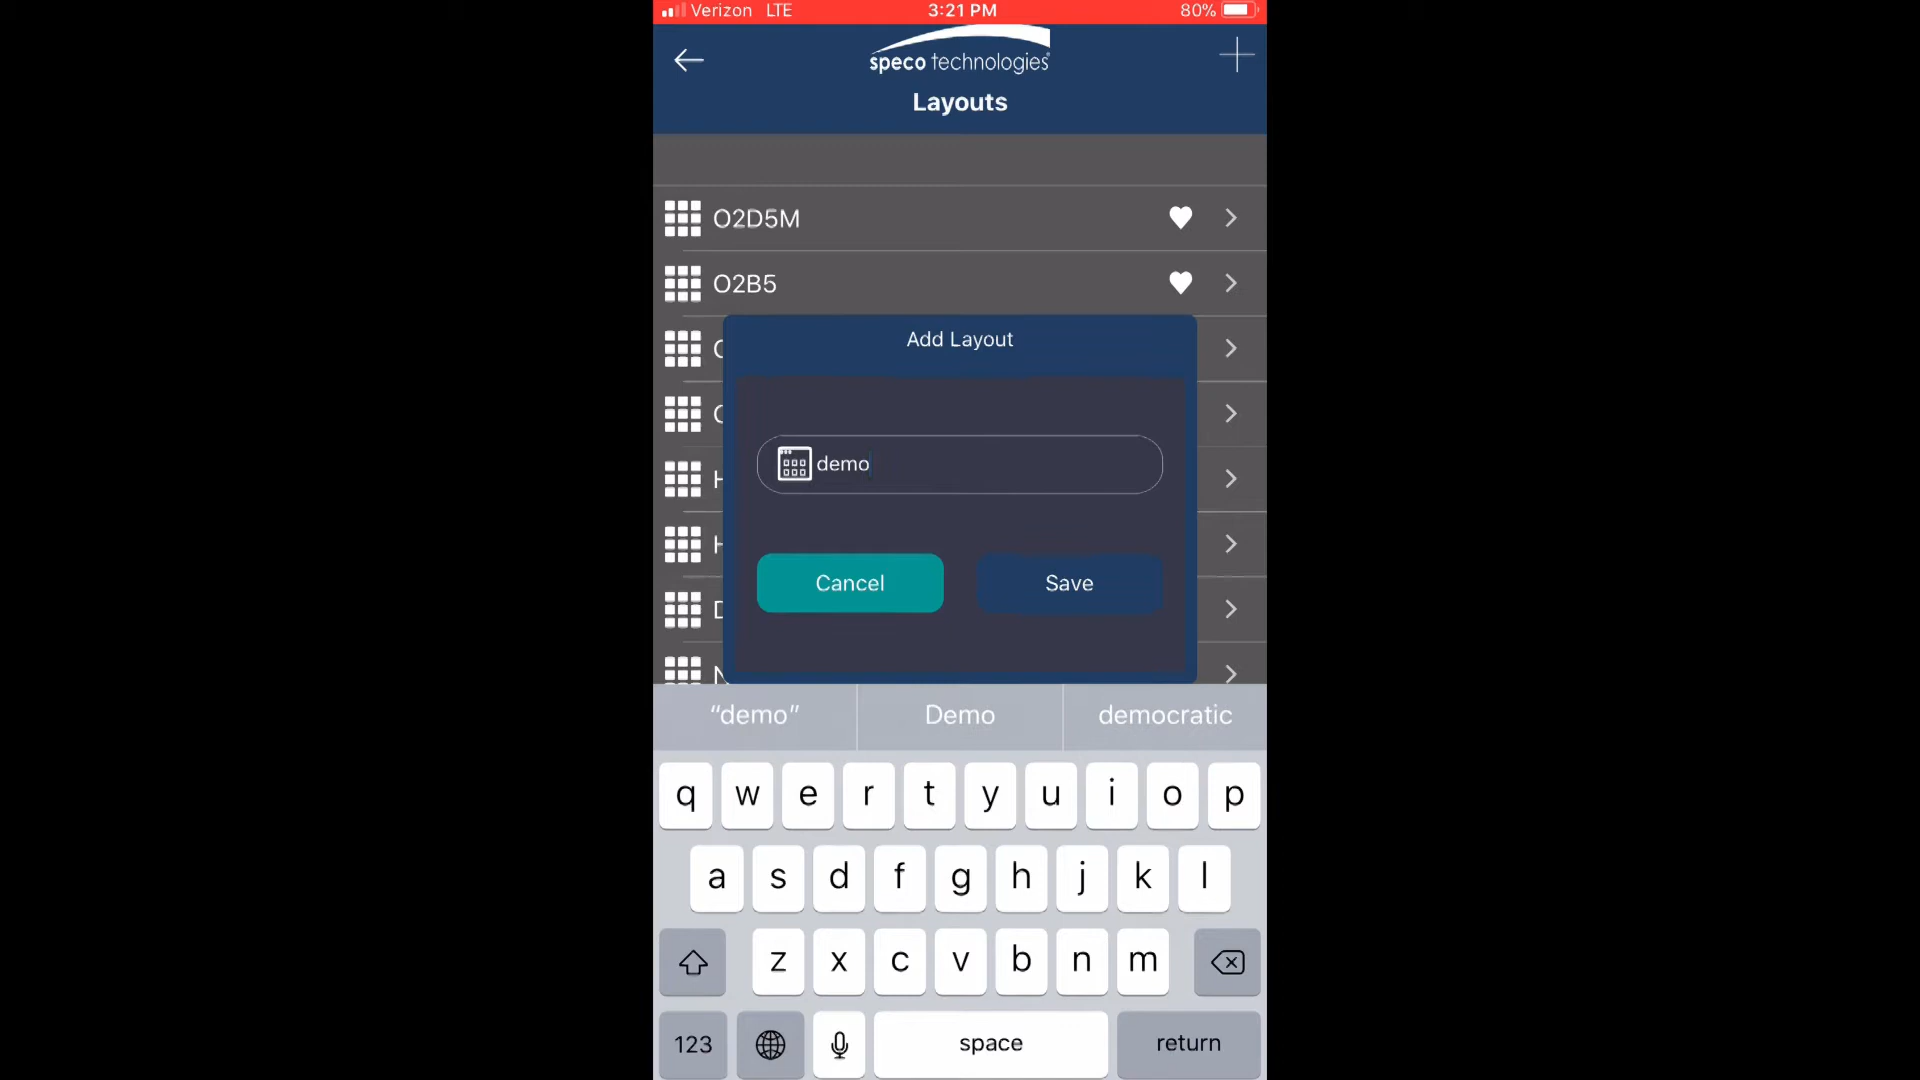 Verizon LTE 3:21 PM 80%
speco technologies
Layouts
O2D5M
O2B5
Add Layout
demo
Cancel Save
"demo" Demo democratic
q w e r t y u i o p
a s d f g h j k l
z x c v b n m
123 space return